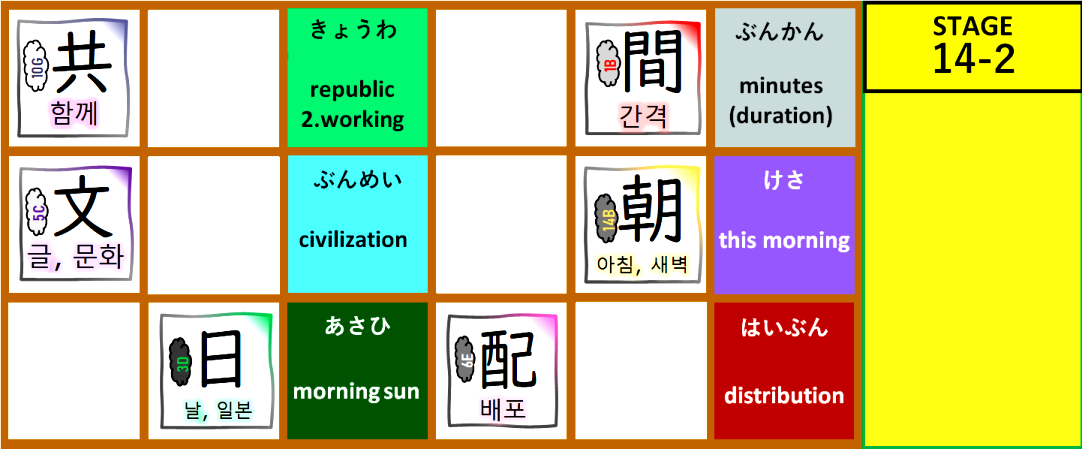 10G
共
함께
きょうわ
republic
2.working
1B
間
간격
ぶんかん
minutes
(duration)
STAGE
14-2
5C
文
글, 문화
ぶんめい
civilization
14B
朝
아침, 새벽
けさ
this morning
3D
日
날, 일본
あさひ
morning sun
6E
配
배포
はいぶん
distribution